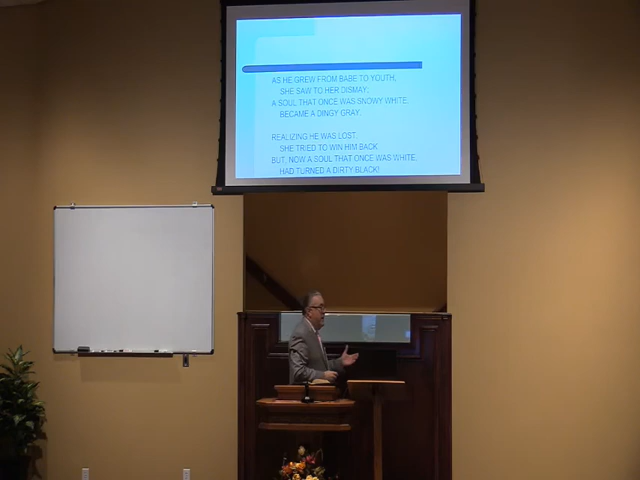 AS HE GREW FROM BABE TO YOUTH,
SHE SAW TO HER DISMAY;
A SOUL THAT ONCE WAS SNOWY WHITE
BECAME A DINGY GRAY.
REALIZING HE WAS LOST,
SHE TRIED TO WIN HIM BACK
BUT, NOW A SOUL THAT ONCE WAS WHITE,
HAD TURNED A DIRTY BLACK!